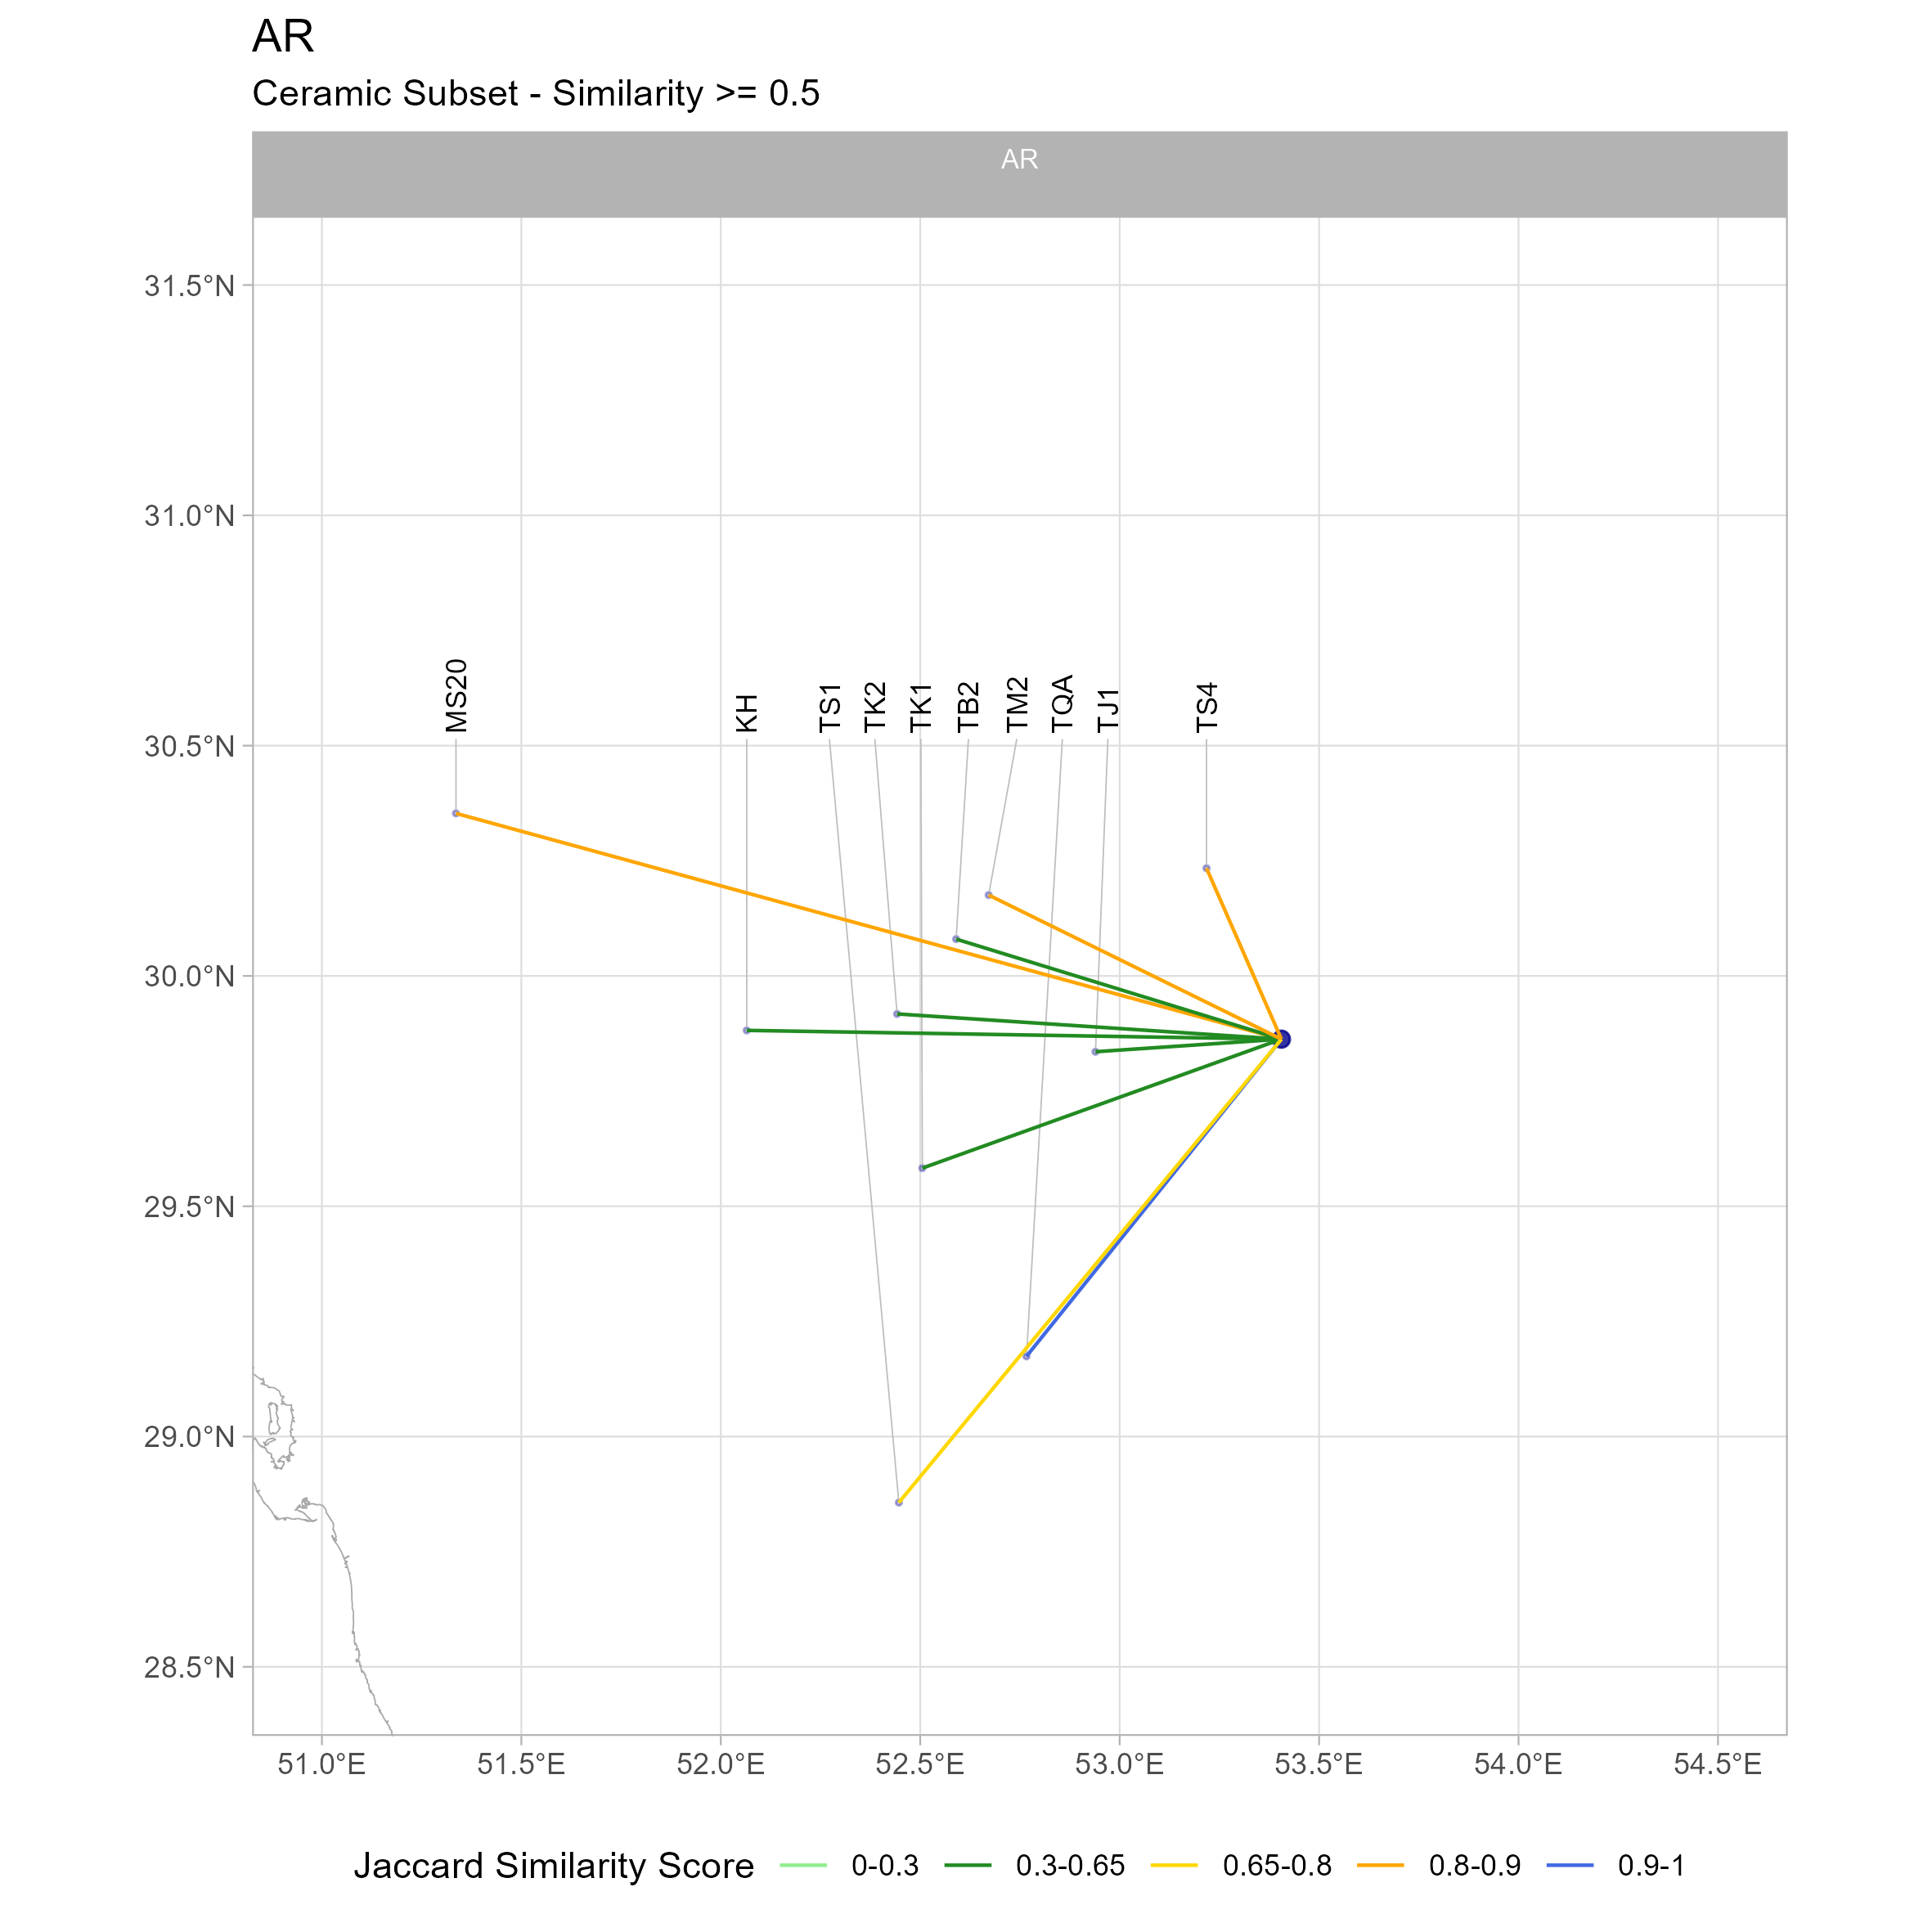 AR
Ceramic Subset - Similarity >= 0.5
AR
31.5°N
31.0°N
30.5°N
30.0°N
29.5°N
29.0°N
28.5°N
MS20
KH
TS1
TK2
TK1
TB2
TM2
TQA
TJ1
TS4
51.0°E 51.5°E 52.0°E 52.5°E 53.0°E 53.5°E 54.0°E 54.5°E
Jaccard Similarity Score 0-0.3 0.3-0.65 0.65-0.8 0.8-0.9 0.9-1